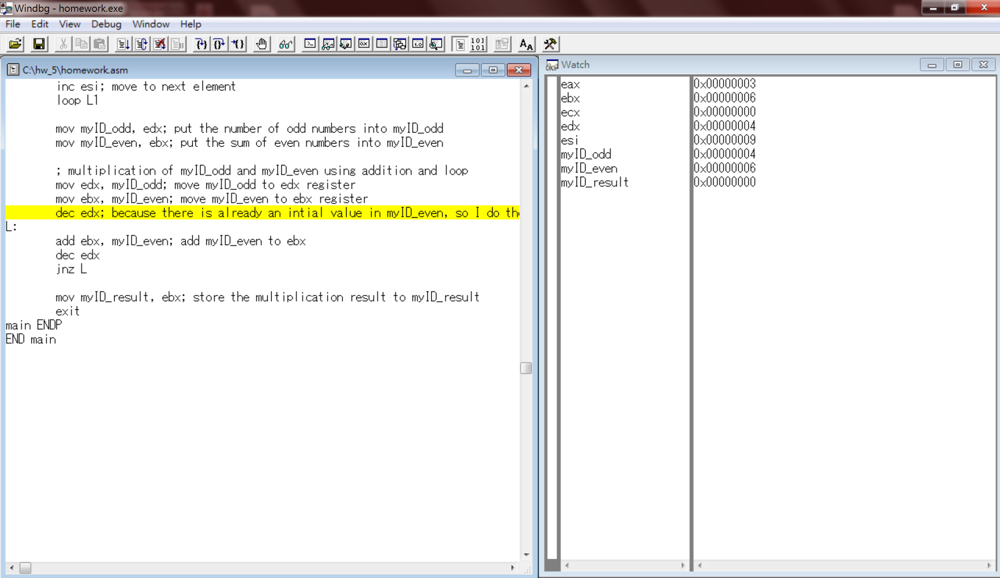 Windbg - homework.exe
File Edit View Debug Window Help
101
101
1.0
AA
C:\hw_5\homework.asm
inc esi; move to next element
loop L1
mov myID_odd, edx; put the number of odd numbers into myID_odd
mov myID_even, ebx; put the sum of even numbers into myID_even
; multiplication of myID_odd and myID_even using addition and loop
mov edx, myID_odd; move myID_odd to edx register
mov ebx, myID_even; move myID_even to ebx register
dec edx; because there is already an intial value in myID_even, so I do
L:
add ebx, myID_even; add myID_even to ebx
dec edx
jnz L
mov myID_result, ebx; store the multiplication result to myID_result
exit
main ENDP
END main
Watch
eax 0x00000003
ebx 0x00000006
ecx 0x00000000
edx 0x00000004
esi 0x00000009
myID_odd 0x00000004
myID_even 0x00000006
myID_result 0x00000000